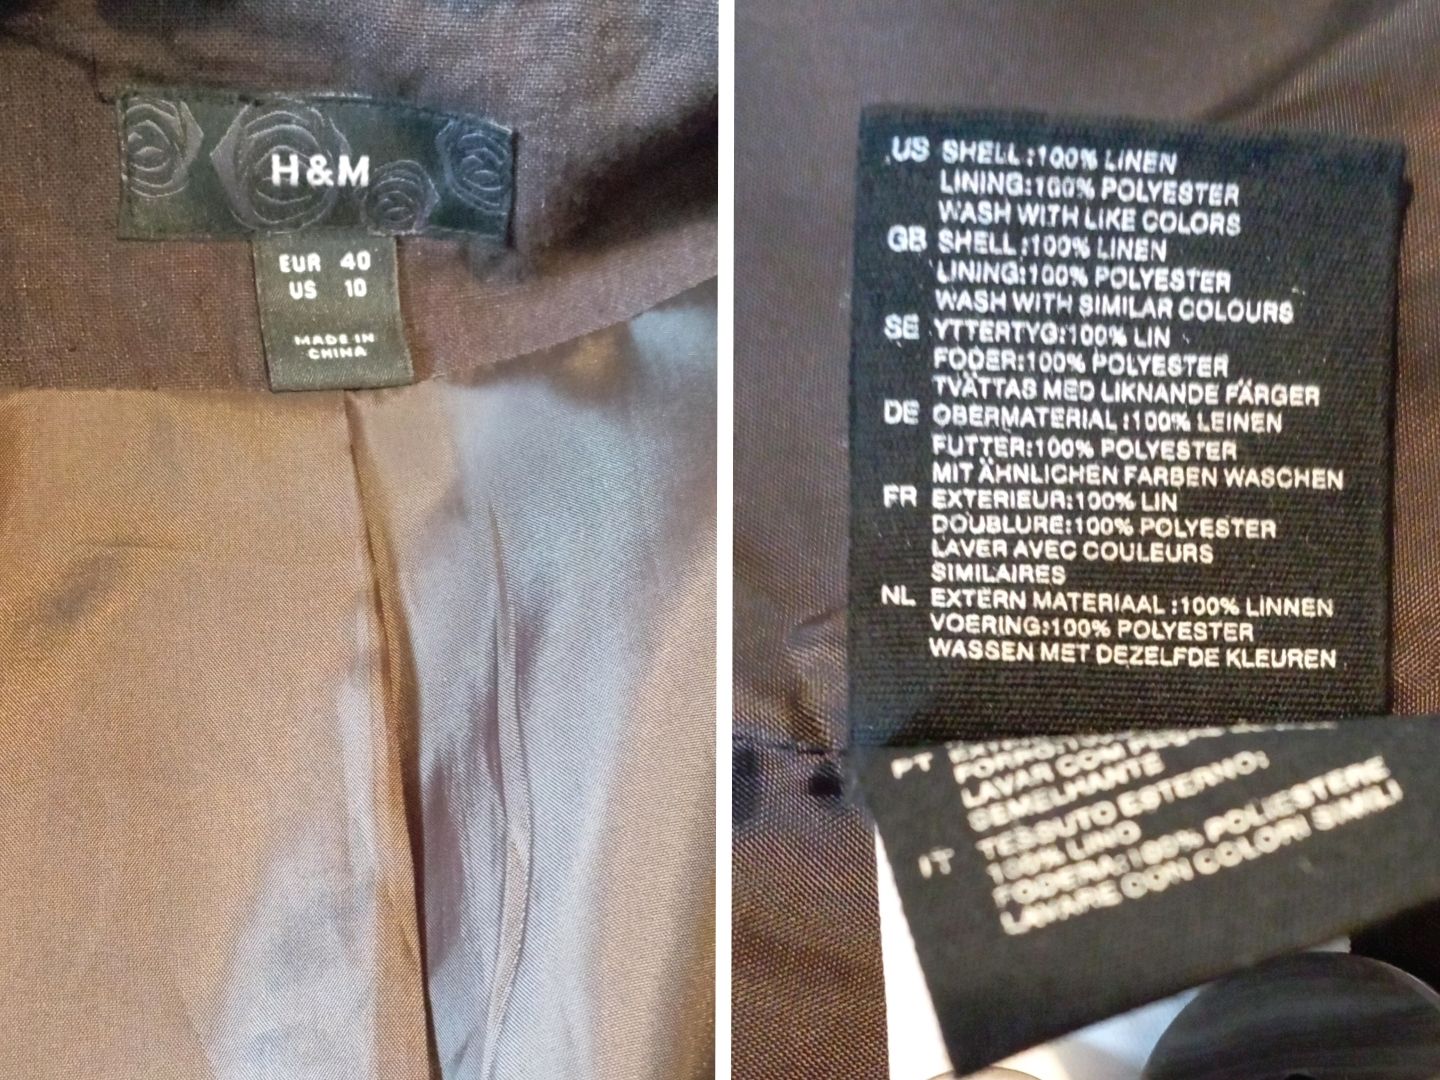 H&M
EUR 40
US 10
MADE IN
CHINA
US SHELL:100% LINEN
LINING:100% POLYESTER
WASH WITH LIKE COLORS
GB SHELL:100% LINEN
LINING:100% POLYESTER
WASH WITH SIMILAR COLOURS
SE YTTERTYG:100% LIN
FODER:100% POLYESTER
TVÄTTAS MED LIKNANDE FÄRGER
DE OBERMATERIAL:100% LEINEN
FUTTER:100% POLYESTER
MIT ÄHNLICHEN FARBEN WASCHEN
FR EXTERIEUR:100% LIN
DOUBLURE:100% POLYESTER
LAVER AVEC COULEURS
SIMILAIRES
NL EXTERN MATERIAAL:100% LINNEN
VOERING:100% POLYESTER
WASSEN MET DEZELFDE KLEUREN
PT
LAVAR COM
SEMELHANTE
IT TESSUTO ESTERNO:
100% LINO
FODERA:100% POLIESTERE
LAVARE CON COLORI SIMILI